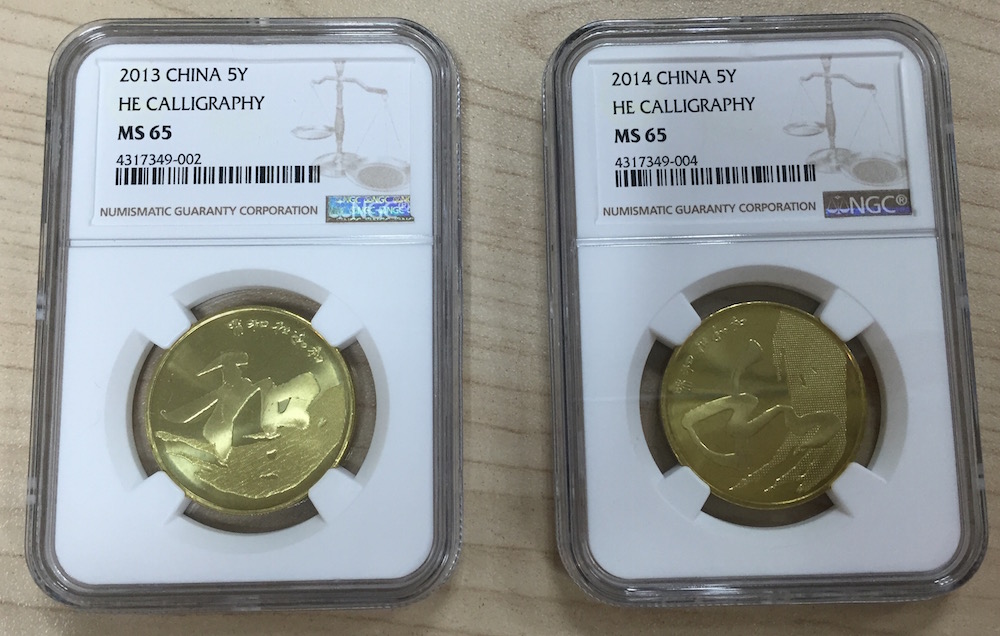 2013 CHINA 5Y
HE CALLIGRAPHY
MS 65
4317349-002
NUMISMATIC GUARANTY CORPORATION
NGC
2014 CHINA 5Y
HE CALLIGRAPHY
MS 65
4317349-004
NUMISMATIC GUARANTY CORPORATION
NGC®